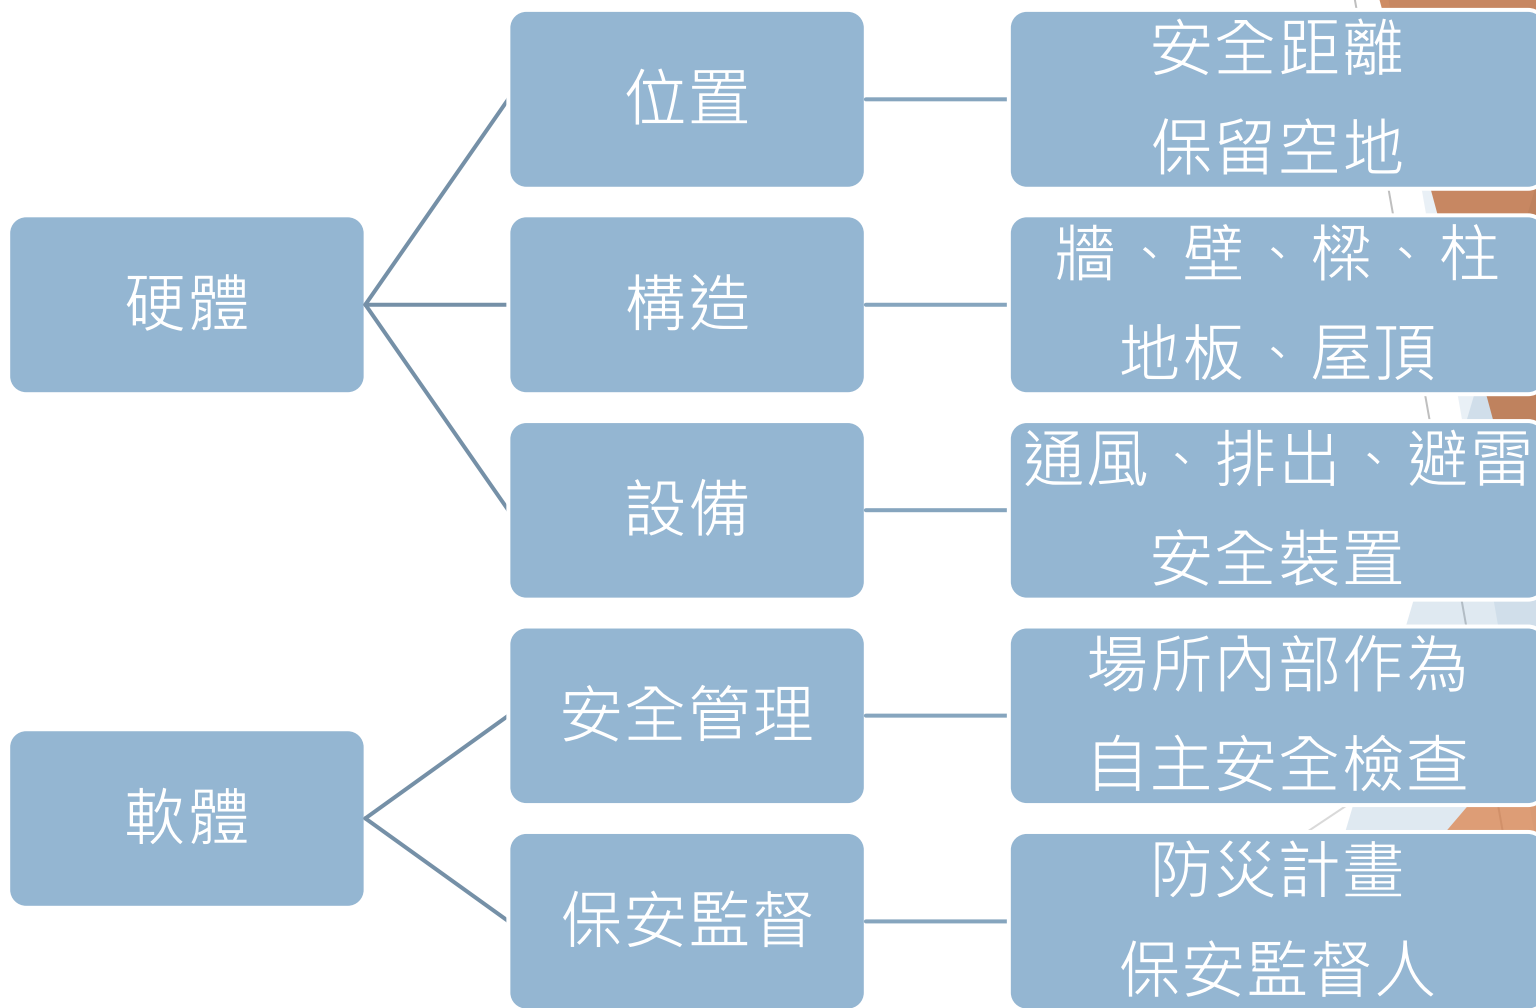 硬體
位置
安全距離
保留空地
構造
牆、壁、樑、柱
地板、屋頂
設備
通風、排出、避雷
安全裝置
軟體
安全管理
場所內部作為
自主安全檢查
保安監督
防災計畫
保安監督人